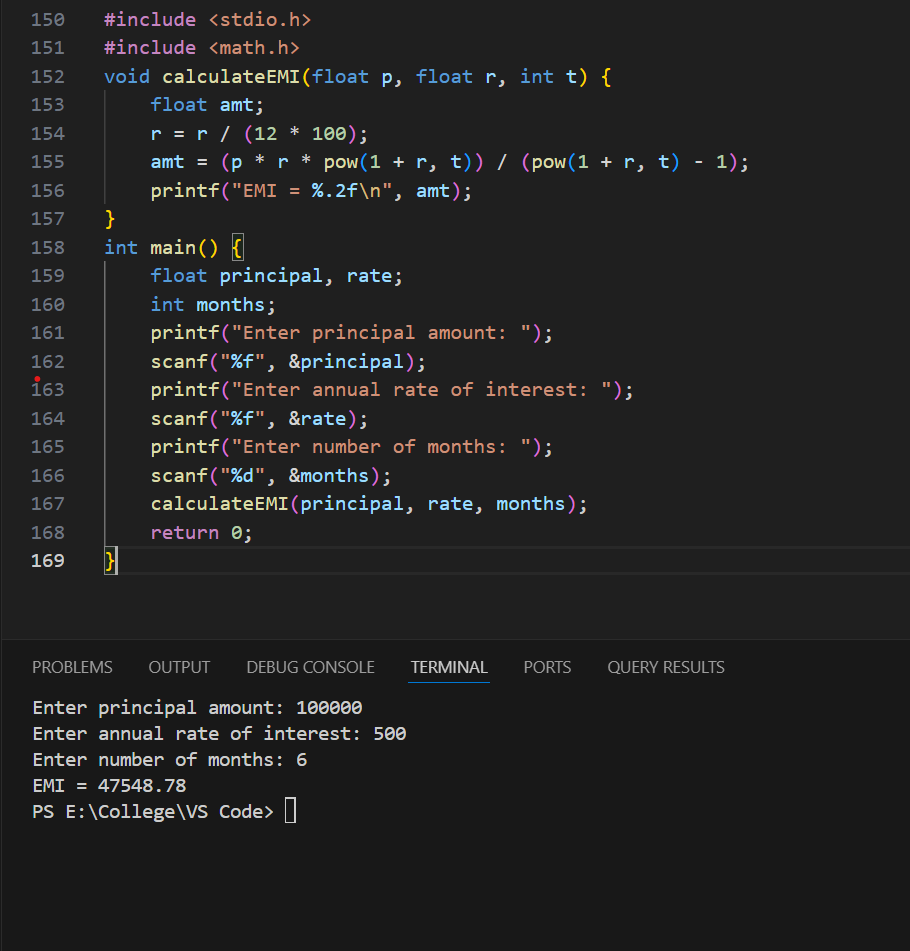 150 #include <stdio.h>
151 #include <math.h>
152 void calculateEMI(float p, float r, int t) {
153     float amt;
154     r = r / (12 * 100);
155     amt = (p * r * pow(1 + r, t)) / (pow(1 + r, t) - 1);
156     printf("EMI = %.2f\n", amt);
157 }
158 int main() {
159     float principal, rate;
160     int months;
161     printf("Enter principal amount: ");
162     scanf("%f", &principal);
163     printf("Enter annual rate of interest: ");
164     scanf("%f", &rate);
165     printf("Enter number of months: ");
166     scanf("%d", &months);
167     calculateEMI(principal, rate, months);
168     return 0;
169 }
PROBLEMS OUTPUT DEBUG CONSOLE TERMINAL PORTS QUERY RESULTS
Enter principal amount: 100000
Enter annual rate of interest: 500
Enter number of months: 6
EMI = 47548.78
PS E:\College\VS Code>